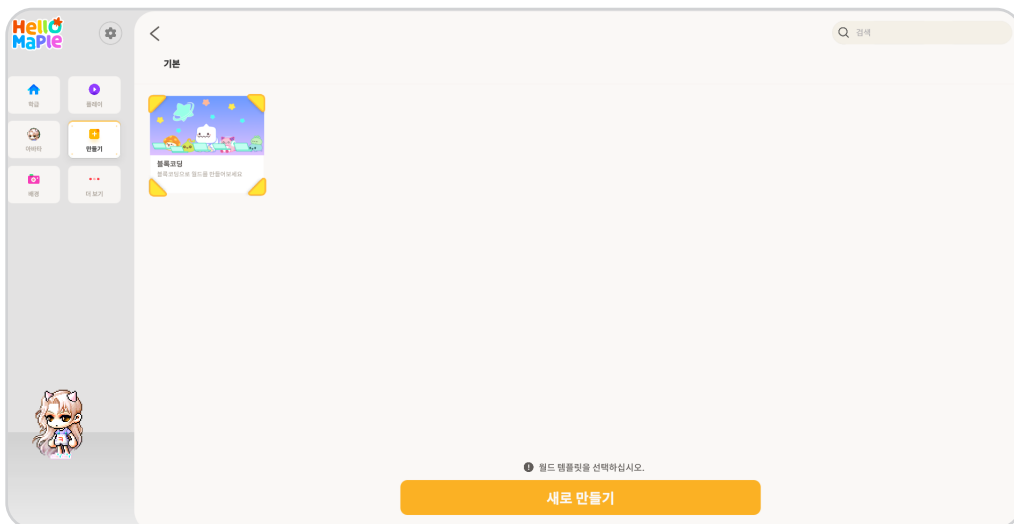 Hello
Maple
검색
기본
학급
플레이
아바타
만들기
배경
더 보기
블록코딩
블록코딩으로 월드를 만들어보세요
월드 템플릿을 선택하십시오.
새로 만들기